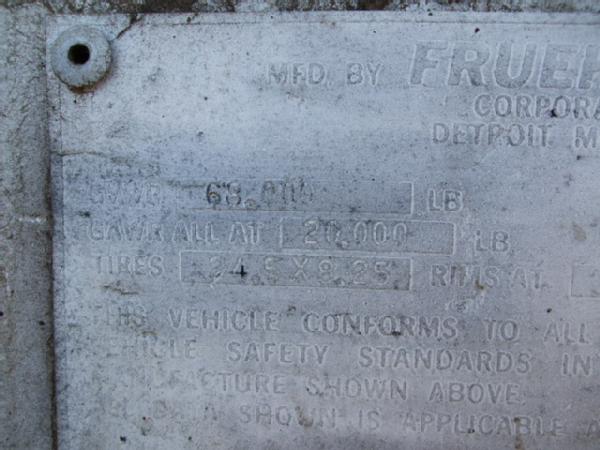 MFD. BY FRUEH
CORPORA
DETROIT M
GVWR 68,000 LB
GAWR ALL AT 20,000 LB
TIRES 24.5X8.25 RIMS AT
THIS VEHICLE CONFORMS TO ALL
VEHICLE SAFETY STANDARDS IN
MANUFACTURE SHOWN ABOVE.
SHOWN IS APPLICABLE A